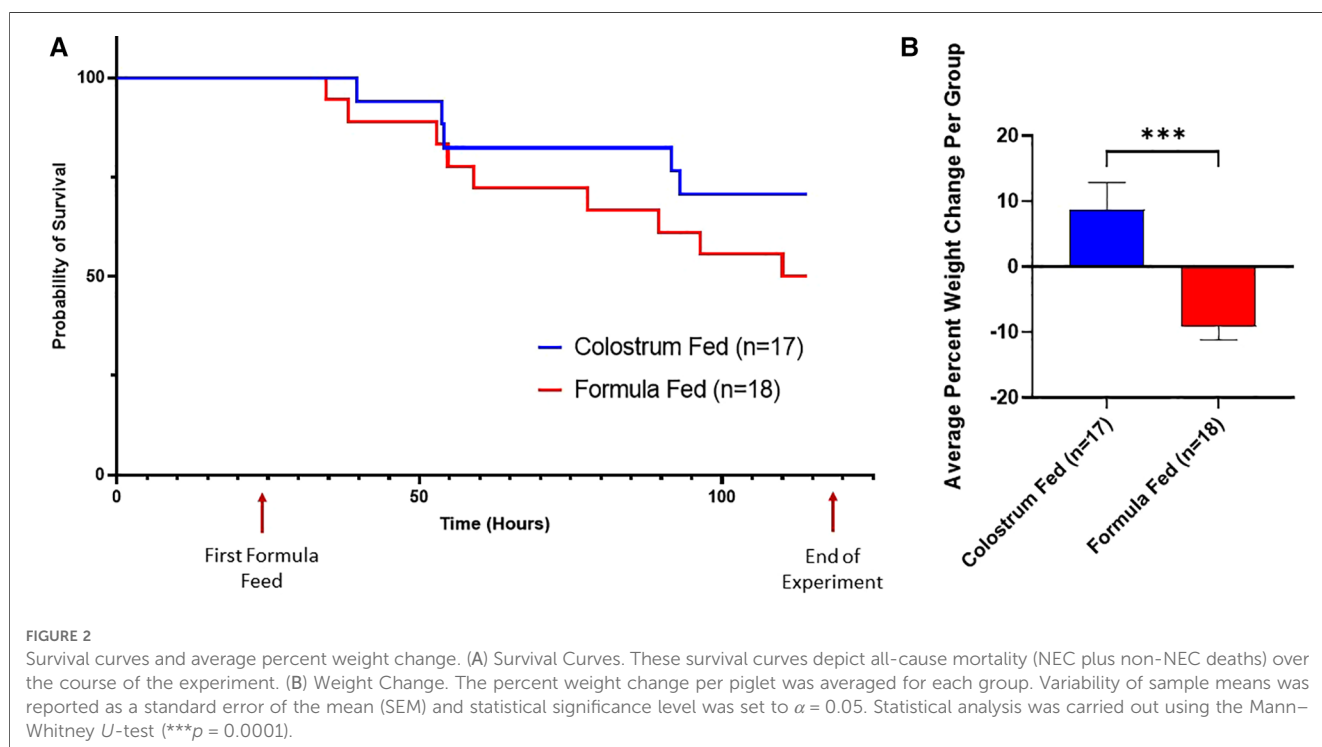 A
Probability of Survival
100
50
0
0
50
100
Time (Hours)
Colostrum Fed (n=17)
Formula Fed (n=18)
First Formula
Feed
End of
Experiment
B
Average Percent Weight Change Per Group
20
10
0
-10
-20
***
Colostrum Fed (n=17)
Formula Fed (n=18)
FIGURE 2
Survival curves and average percent weight change. (A) Survival Curves. These survival curves depict all-cause mortality (NEC plus non-NEC deaths) over
the course of the experiment. (B) Weight Change. The percent weight change per piglet was averaged for each group. Variability of sample means was
reported as a standard error of the mean (SEM) and statistical significance level was set to α = 0.05. Statistical analysis was carried out using the Mann–
Whitney U-test (***p = 0.0001).